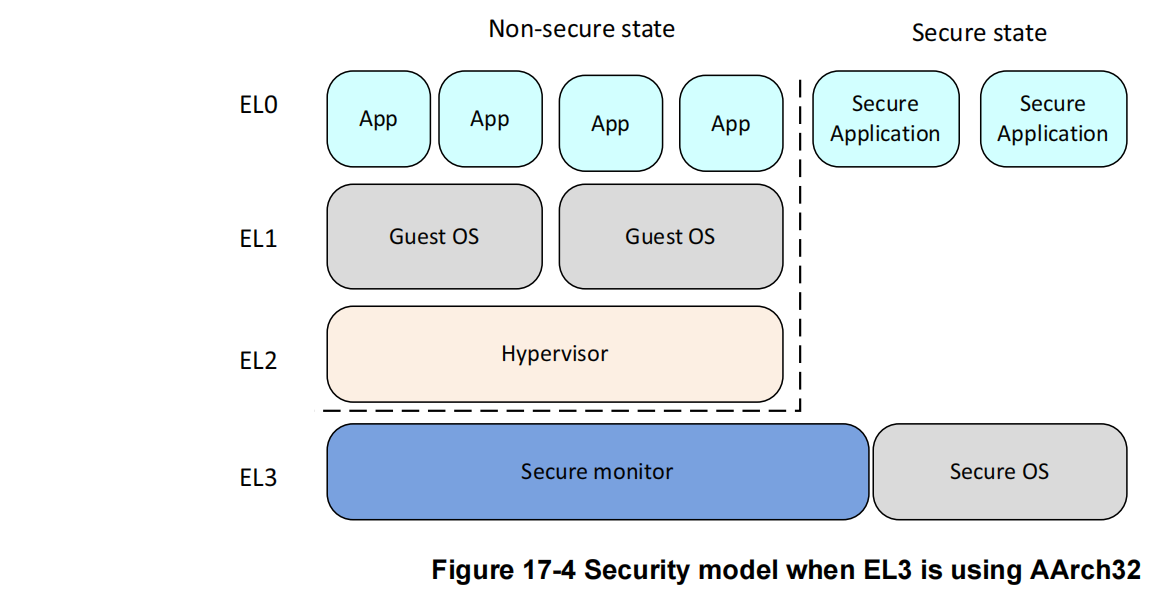 Non-secure state
Secure state
EL0
App
App
App
App
Secure
Application
Secure
Application
EL1
Guest OS
Guest OS
EL2
Hypervisor
EL3
Secure monitor
Secure OS
Figure 17-4 Security model when EL3 is using AArch32